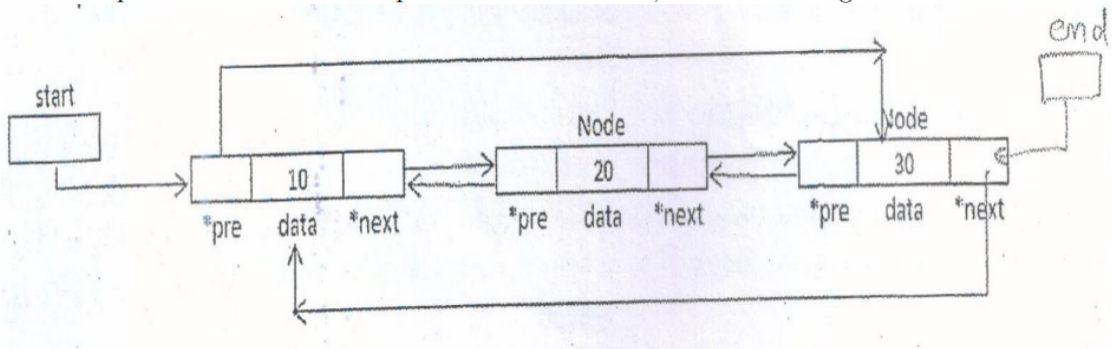 end
start
Node
Node
10
20
30
*pre data *next
*pre data *next
*pre data *next